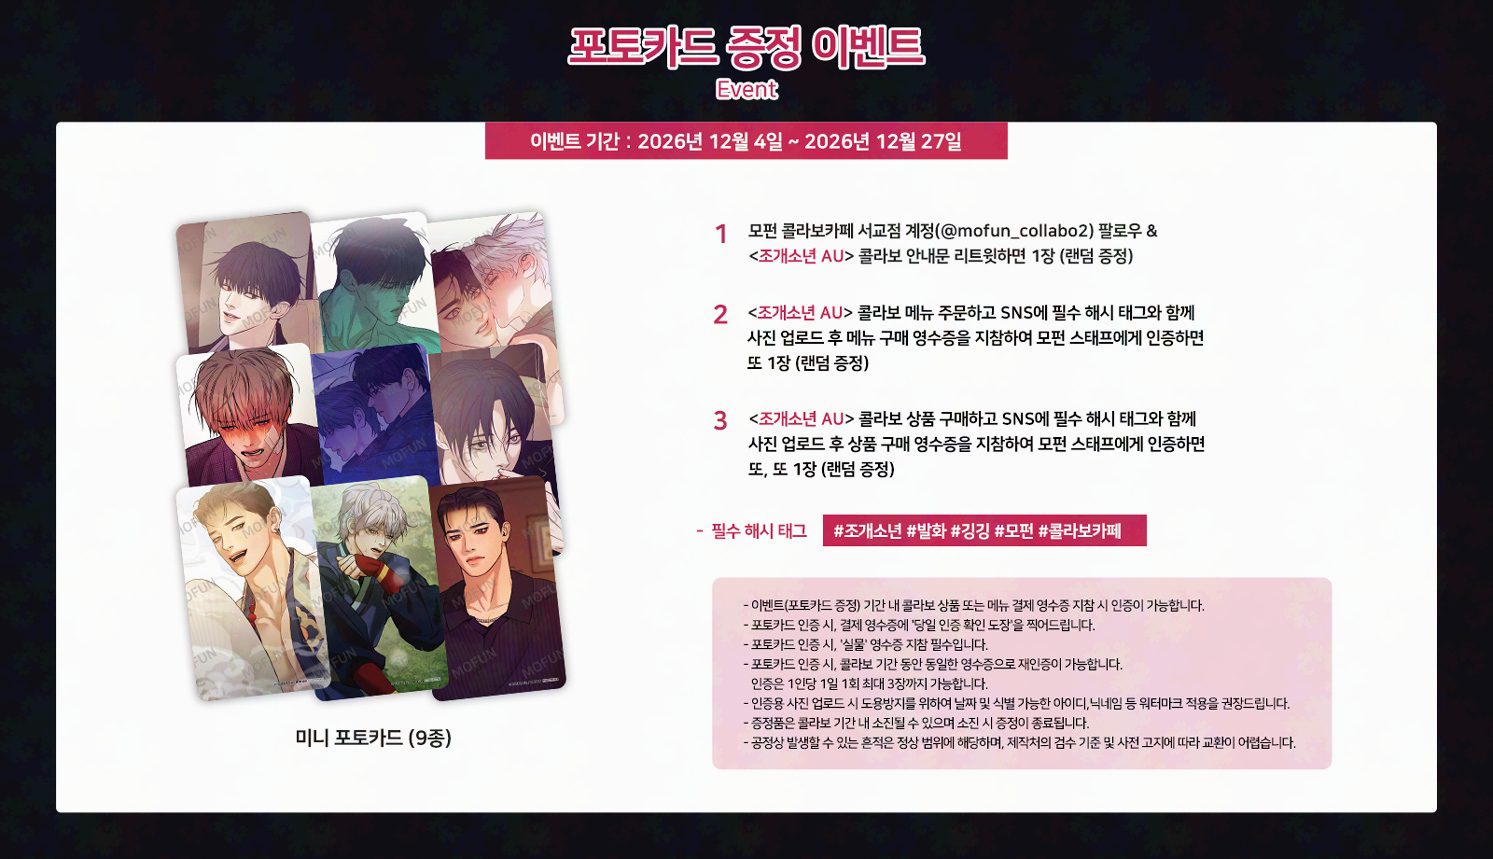 포토카드 증정 이벤트
Event
이벤트 기간 : 2026년 12월 4일 ~ 2026년 12월 27일
1 모펀 콜라보카페 서교점 계정(@mofun_collabo2) 팔로우 &
<조개소년 AU> 콜라보 안내문 리트윗하면 1장 (랜덤 증정)
2 <조개소년 AU> 콜라보 메뉴 주문하고 SNS에 필수 해시 태그와 함께
사진 업로드 후 메뉴 구매 영수증을 지참하여 모펀 스태프에게 인증하면
또 1장 (랜덤 증정)
3 <조개소년 AU> 콜라보 상품 구매하고 SNS에 필수 해시 태그와 함께
사진 업로드 후 상품 구매 영수증을 지참하여 모펀 스태프에게 인증하면
또, 또 1장 (랜덤 증정)
- 필수 해시 태그 #조개소년 #발화 #깅깅 #모펀 #콜라보카페
- 이벤트(포토카드 증정) 기간 내 콜라보 상품 또는 메뉴 결제 영수증 지참 시 인증이 가능합니다.
- 포토카드 인증 시, 결제 영수증에 '당일 인증 확인 도장'을 찍어드립니다.
- 포토카드 인증 시, '실물' 영수증 지참 필수입니다.
- 포토카드 인증 시, 콜라보 기간 동안 동일한 영수증으로 재인증이 가능합니다.
인증은 1인당 1일 1회 최대 3장까지 가능합니다.
- 인증용 사진 업로드 시 도용방지를 위하여 날짜 및 식별 가능한 아이디,닉네임 등 워터마크 적용을 권장드립니다.
- 증정품은 콜라보 기간 내 소진될 수 있으며 소진 시 증정이 종료됩니다.
- 공정상 발생할 수 있는 흔적은 정상 범위에 해당하며, 제작처의 검수 기준 및 사전 고지에 따라 교환이 어렵습니다.
MOFUN
MOFUN
MOFUN
MOFUN
MOFUN
MOFUN
미니 포토카드 (9종)